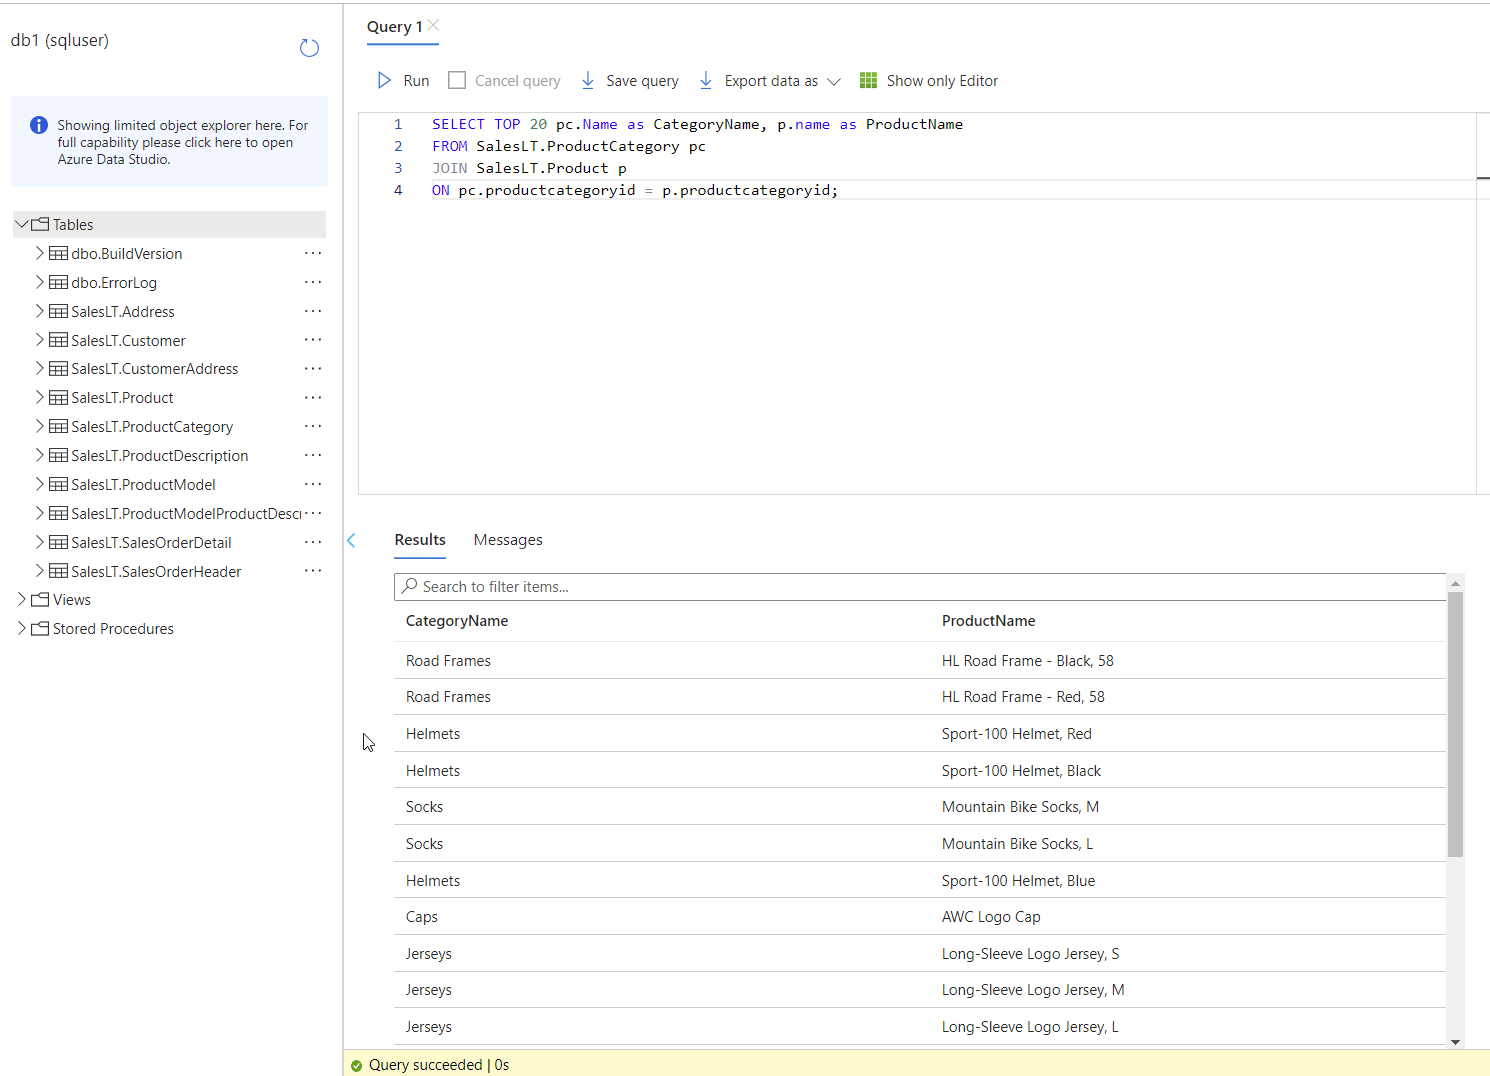 db1 (sqluser)
Showing limited object explorer here. For
full capability please click here to open
Azure Data Studio.
Tables
dbo.BuildVersion
dbo.ErrorLog
SalesLT.Address
SalesLT.Customer
SalesLT.CustomerAddress
SalesLT.Product
SalesLT.ProductCategory
SalesLT.ProductDescription
SalesLT.ProductModel
SalesLT.ProductModelProductDesc
SalesLT.SalesOrderDetail
SalesLT.SalesOrderHeader
Views
Stored Procedures
Query 1
Run Cancel query Save query Export data as Show only Editor
1 SELECT TOP 20 pc.Name as CategoryName, p.name as ProductName
2 FROM SalesLT.ProductCategory pc
3 JOIN SalesLT.Product p
4 ON pc.productcategoryid = p.productcategoryid;
Results Messages
Search to filter items...
CategoryName ProductName
Road Frames HL Road Frame - Black, 58
Road Frames HL Road Frame - Red, 58
Helmets Sport-100 Helmet, Red
Helmets Sport-100 Helmet, Black
Socks Mountain Bike Socks, M
Socks Mountain Bike Socks, L
Helmets Sport-100 Helmet, Blue
Caps AWC Logo Cap
Jerseys Long-Sleeve Logo Jersey, S
Jerseys Long-Sleeve Logo Jersey, M
Jerseys Long-Sleeve Logo Jersey, L
Query succeeded | 0s